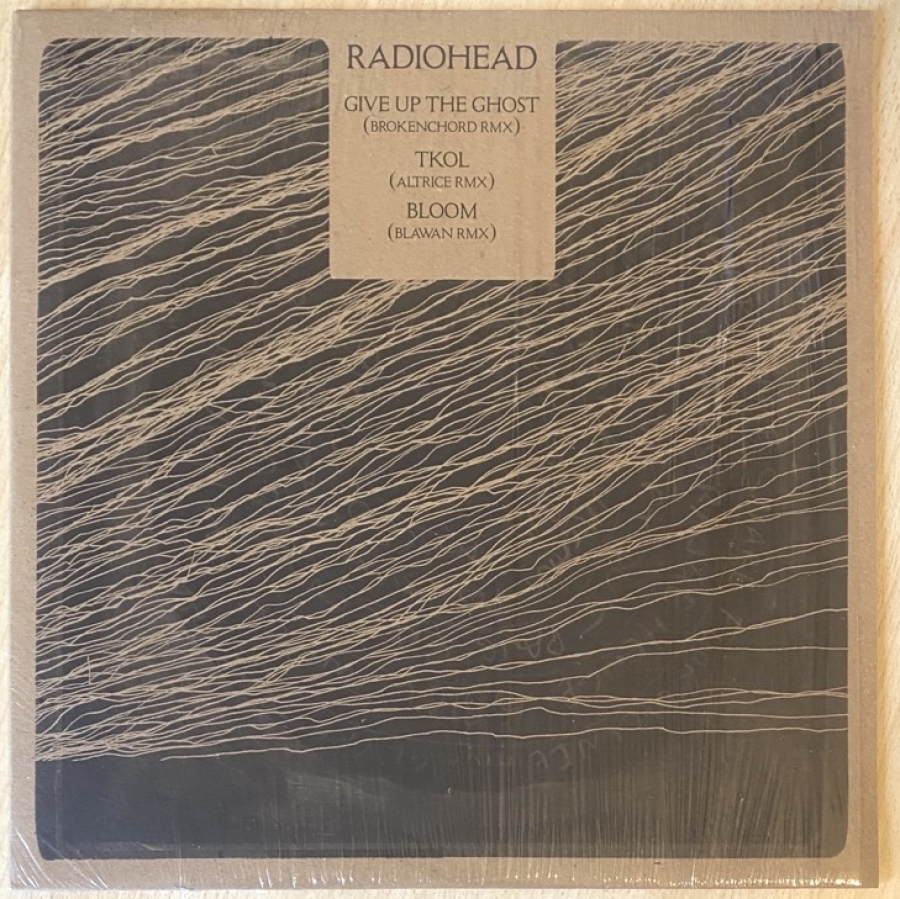 RADIOHEAD
GIVE UP THE GHOST
(BROKENCHORD RMX)
TKOL
(ALTRICE RMX)
BLOOM
(BLAWAN RMX)